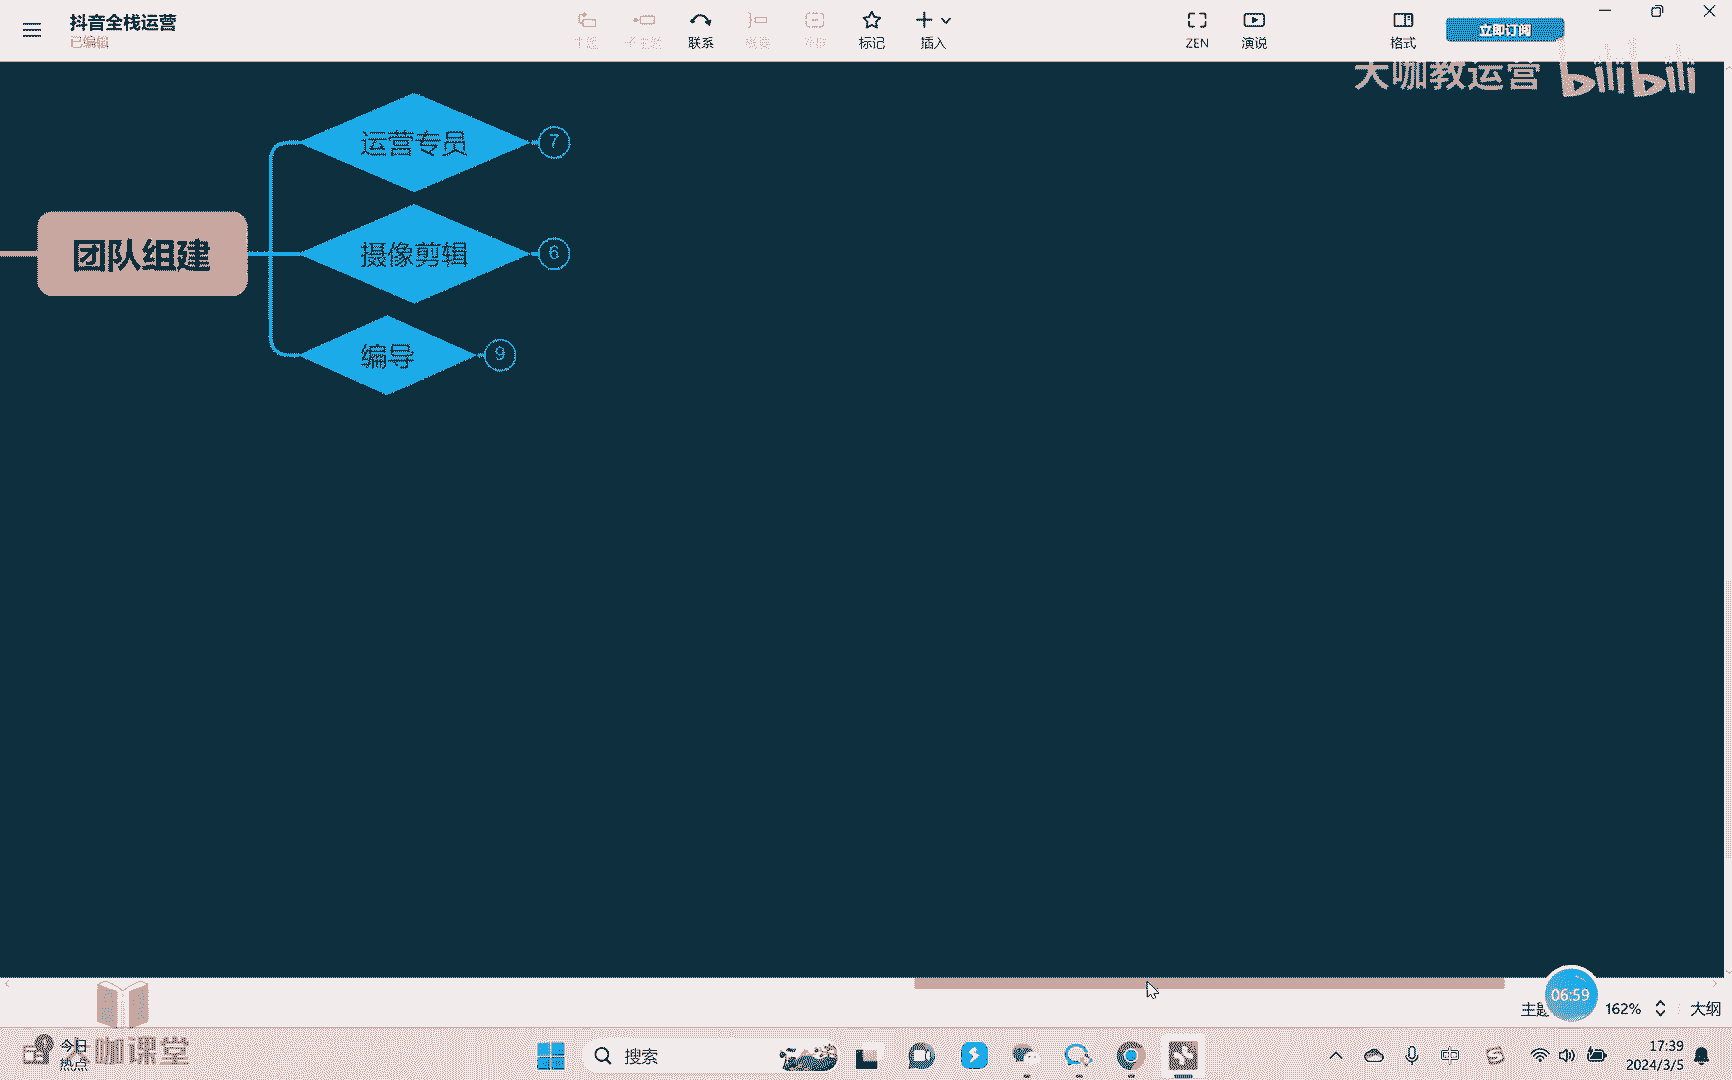 抖音全栈运营
已编辑
主题
子主题
联系
概要
外框
标记
插入
ZEN
演说
格式
立即订阅
大咖教运营 bilibili
运营专员
7
团队组建
摄像剪辑
6
编导
9
06:59
162%
大纲
今日
热点
咖课堂
搜索
中
17:39
2024/3/5